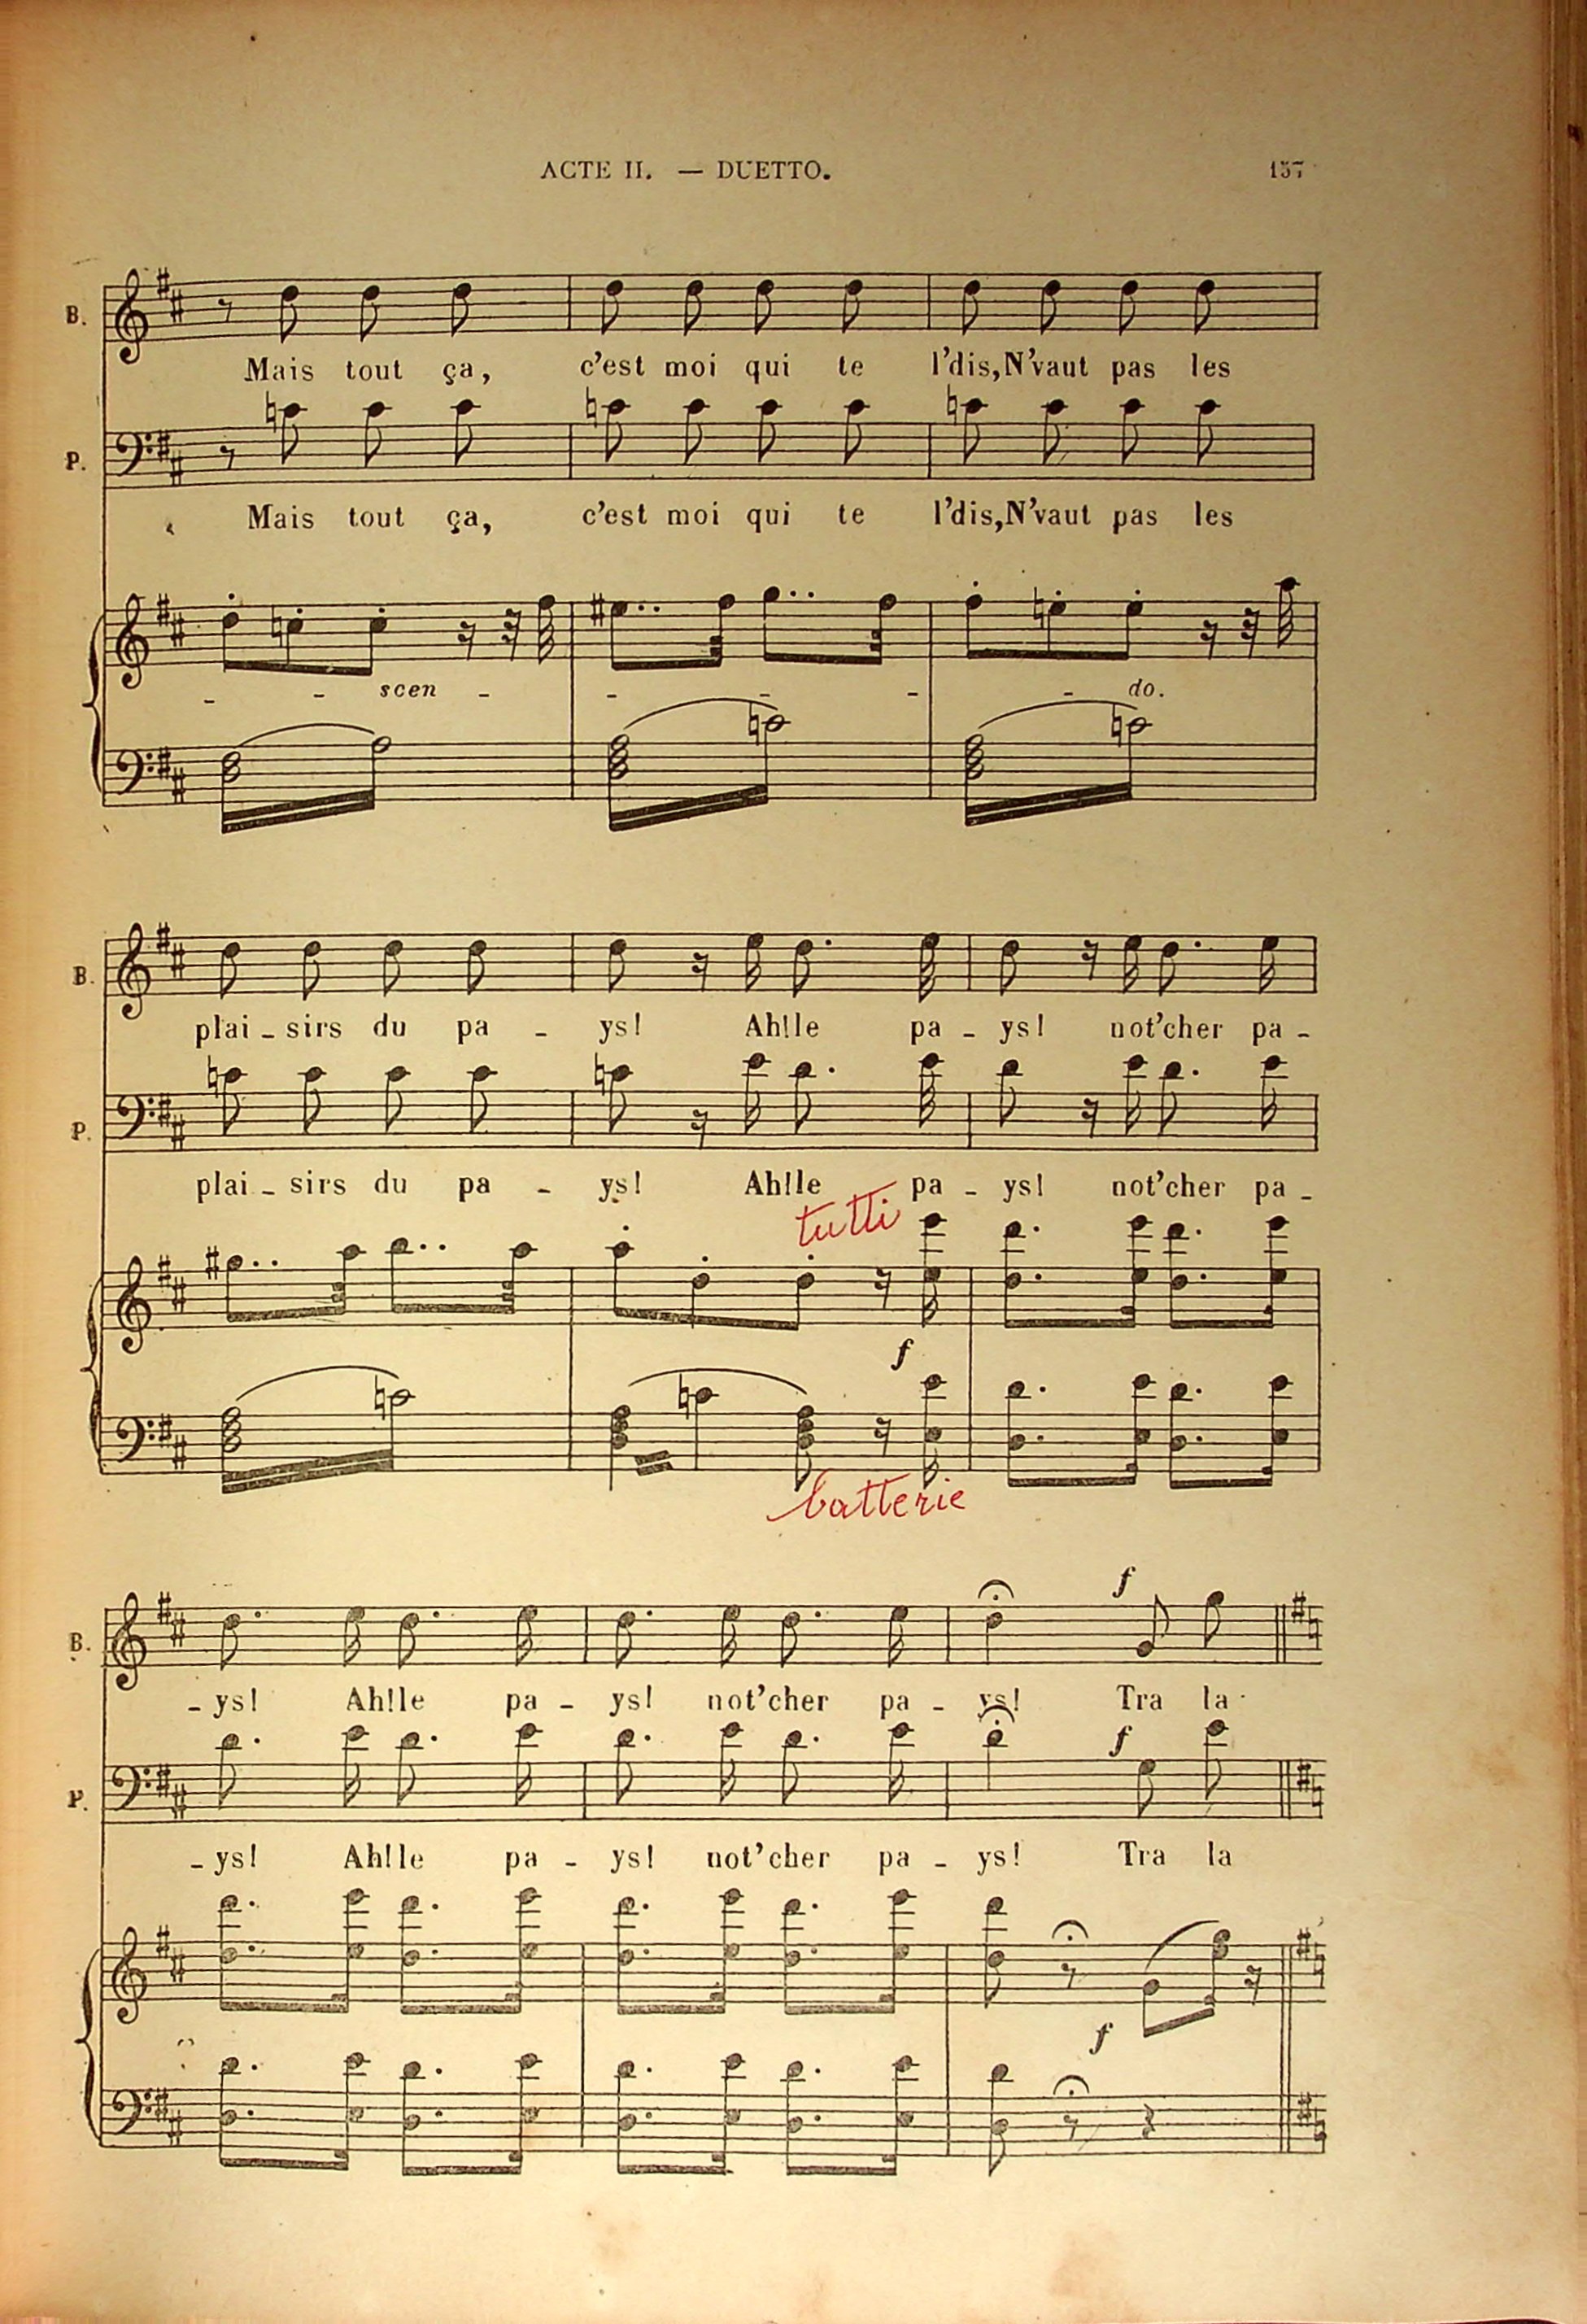 ACTE II. — DUETTO. 157
B.
Mais tout ça, c'est moi qui te l'dis, N'vaut pas les
P.
Mais tout ça, c'est moi qui te l'dis, N'vaut pas les
- - scen - - - - - do.
B.
plai - sirs du pa - ys! Ah! le pa - ys! not' cher pa -
P.
plai - sirs du pa - ys! Ah! le pa - ys! not' cher pa -
tutti
f
batterie
f
B.
- ys! Ah! le pa - ys! not' cher pa - ys! Tra la
f
P.
- ys! Ah! le pa - ys! not' cher pa - ys! Tra la
f